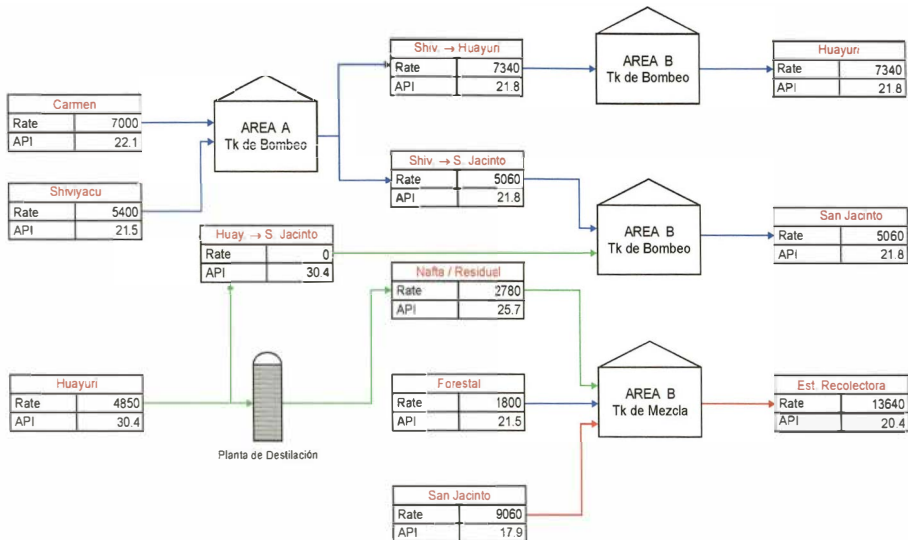 Shiv. → Huayuri
Rate 7340
API 21.8
AREA B
Tk de Bombeo
Huayuri
Rate 7340
API 21.8
Carmen
Rate 7000
API 22.1
AREA A
Tk de Bombeo
Shiviyacu
Rate 5400
API 21.5
Shiv. → S. Jacinto
Rate 5060
API 21.8
AREA B
Tk de Bombeo
San Jacinto
Rate 5060
API 21.8
Huay. → S. Jacinto
Rate 0
API 30.4
Nafta / Residual
Rate 2780
API 25.7
Huayuri
Rate 4850
API 30.4
Planta de Destilación
Forestal
Rate 1800
API 21.5
AREA B
Tk de Mezcla
Est. Recolectora
Rate 13640
API 20.4
San Jacinto
Rate 9060
API 17.9